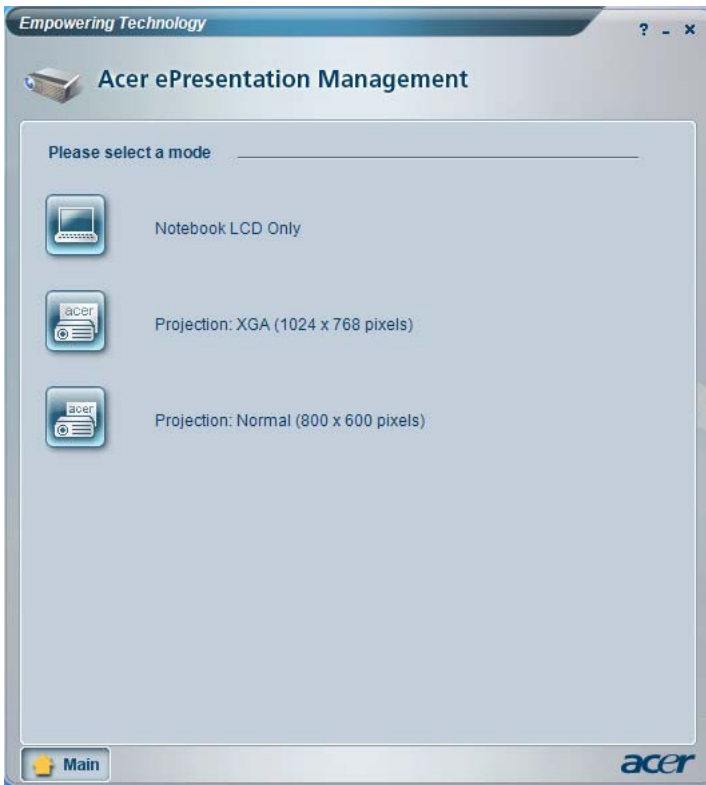 Empowering Technology
? - ×
Acer ePresentation Management
Please select a mode
Notebook LCD Only
acer
Projection: XGA (1024 x 768 pixels)
acer
Projection: Normal (800 x 600 pixels)
Main
acer